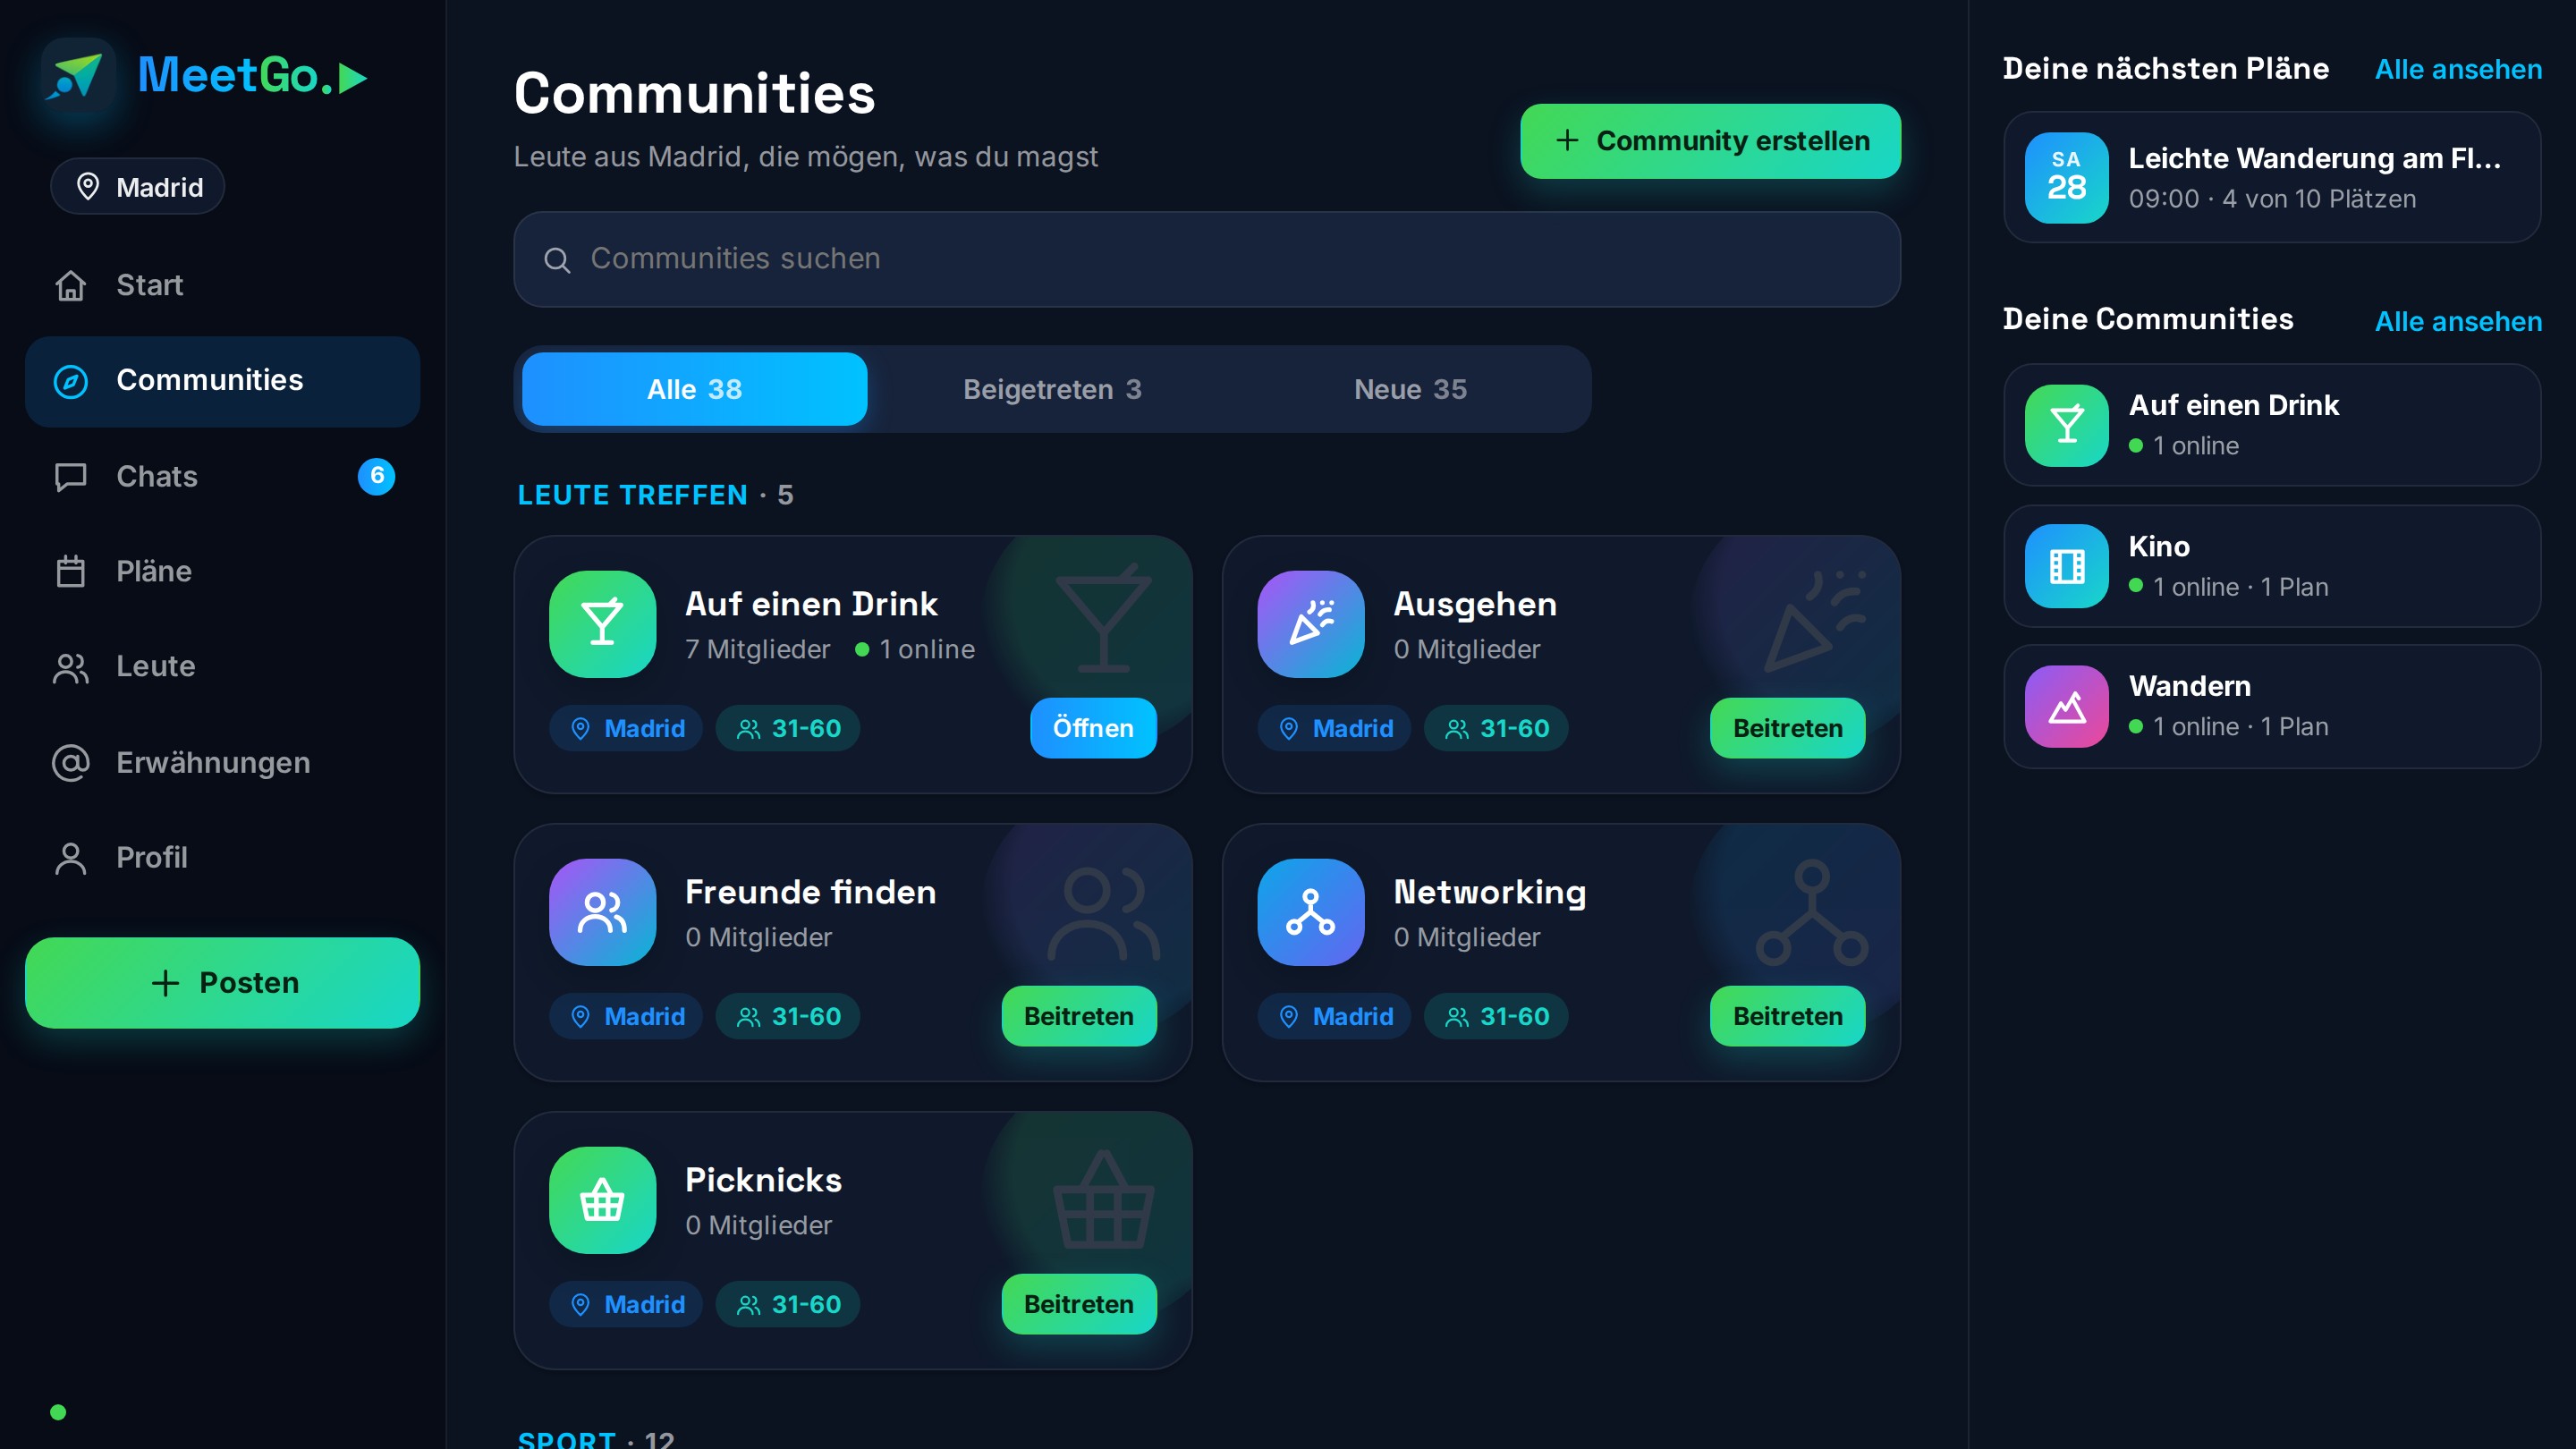 MeetGo.
Madrid
Start
Communities
Chats 6
Pläne
Leute
Erwähnungen
Profil
Posten
Communities
Leute aus Madrid, die mögen, was du magst
Community erstellen
Communities suchen
Alle 38
Beigetreten 3
Neue 35
LEUTE TREFFEN · 5
Auf einen Drink
7 Mitglieder 1 online
Madrid 31-60 Öffnen
Ausgehen
0 Mitglieder
Madrid 31-60 Beitreten
Freunde finden
0 Mitglieder
Madrid 31-60 Beitreten
Networking
0 Mitglieder
Madrid 31-60 Beitreten
Picknicks
0 Mitglieder
Madrid 31-60 Beitreten
SPORT · 12
Deine nächsten Pläne Alle ansehen
SA
28
Leichte Wanderung am Fl...
09:00 · 4 von 10 Plätzen
Deine Communities Alle ansehen
Auf einen Drink
1 online
Kino
1 online · 1 Plan
Wandern
1 online · 1 Plan